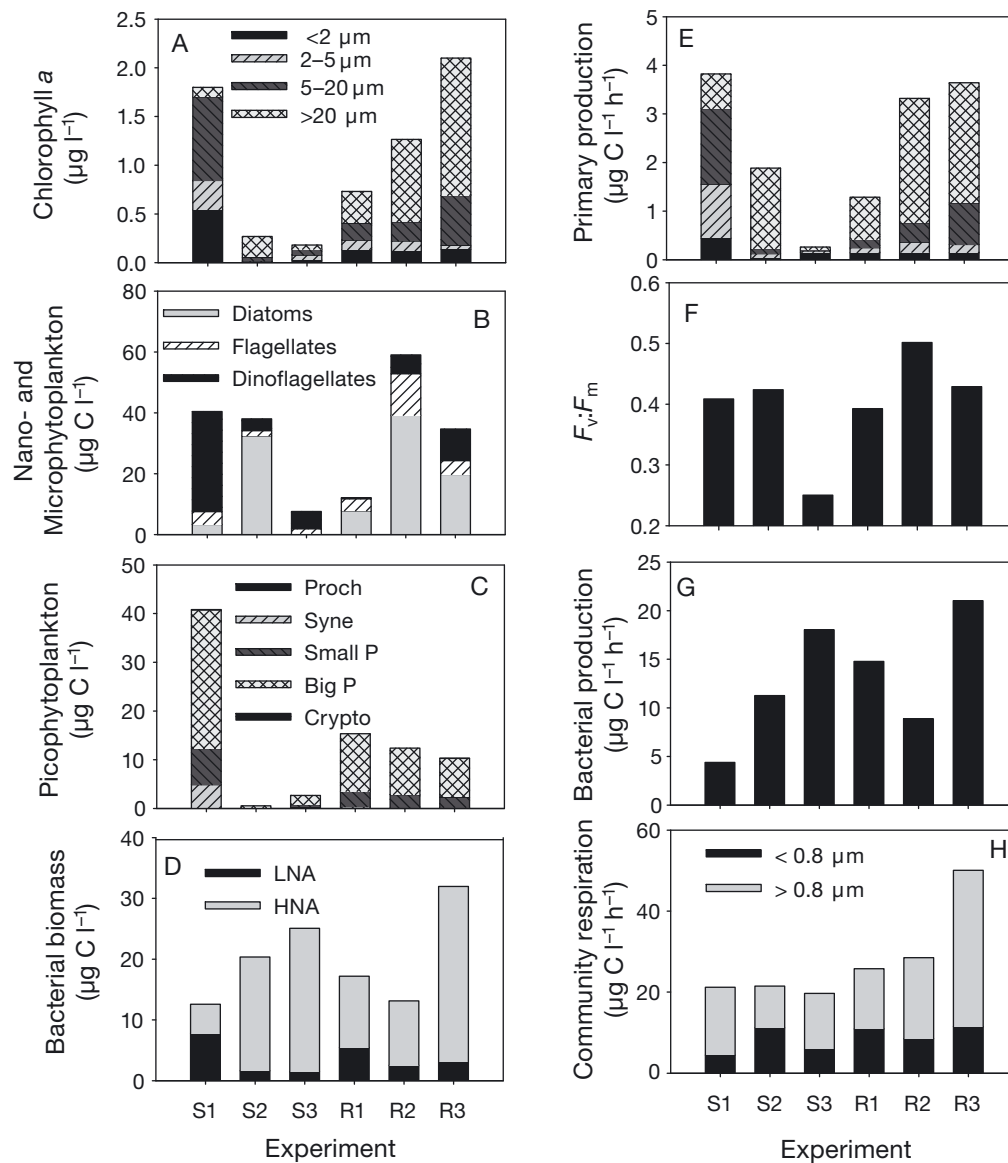 A
<2 µm
2–5 µm
5–20 µm
>20 µm
Chlorophyll a
(µg l⁻¹)
2.5
2.0
1.5
1.0
0.5
0.0
B
Diatoms
Flagellates
Dinoflagellates
Nano- and
Microphytoplankton
(µg C l⁻¹)
80
60
40
20
0
C
Proch
Syne
Small P
Big P
Crypto
Picophytoplankton
(µg C l⁻¹)
50
40
30
20
10
0
D
LNA
HNA
Bacterial biomass
(µg C l⁻¹)
40
30
20
10
0
S1 S2 S3 R1 R2 R3
Experiment
E
Primary production
(µg C l⁻¹ h⁻¹)
5
4
3
2
1
0
F
Fv:Fm
0.6
0.5
0.4
0.3
0.2
G
Bacterial production
(µg C l⁻¹ h⁻¹)
25
20
15
10
5
0
H
< 0.8 µm
> 0.8 µm
Community respiration
(µg C l⁻¹ h⁻¹)
60
40
20
0
S1 S2 S3 R1 R2 R3
Experiment